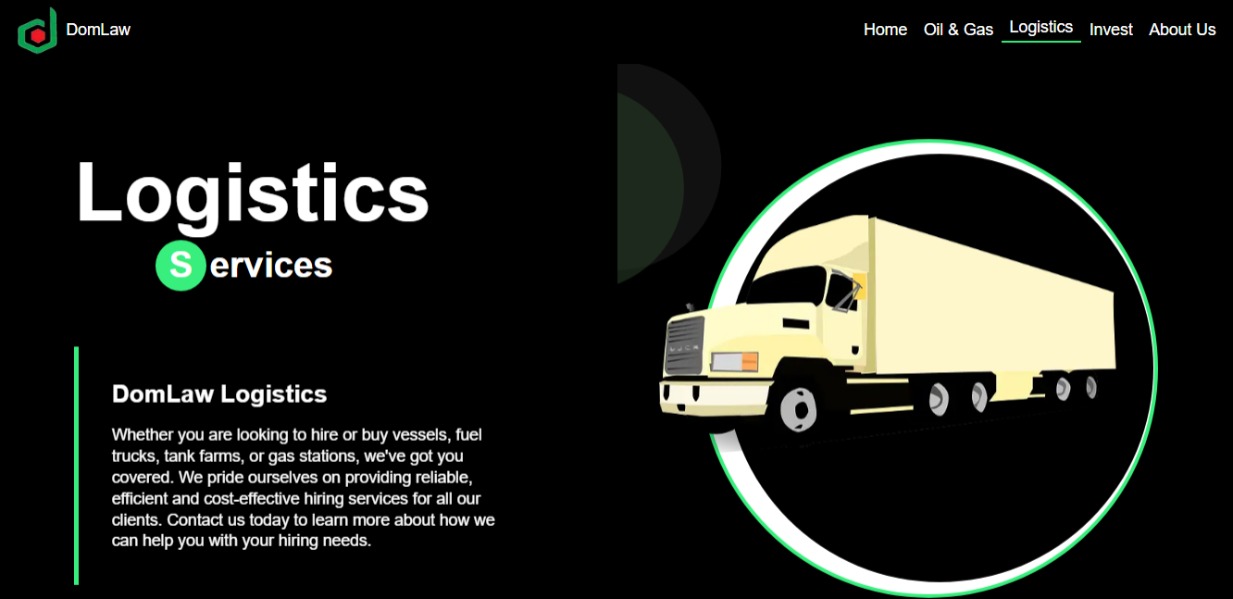 DomLaw
Home Oil & Gas Logistics Invest About Us
Logistics
Services
DomLaw Logistics
Whether you are looking to hire or buy vessels, fuel
trucks, tank farms, or gas stations, we've got you
covered. We pride ourselves on providing reliable,
efficient and cost-effective hiring services for all our
clients. Contact us today to learn more about how we
can help you with your hiring needs.